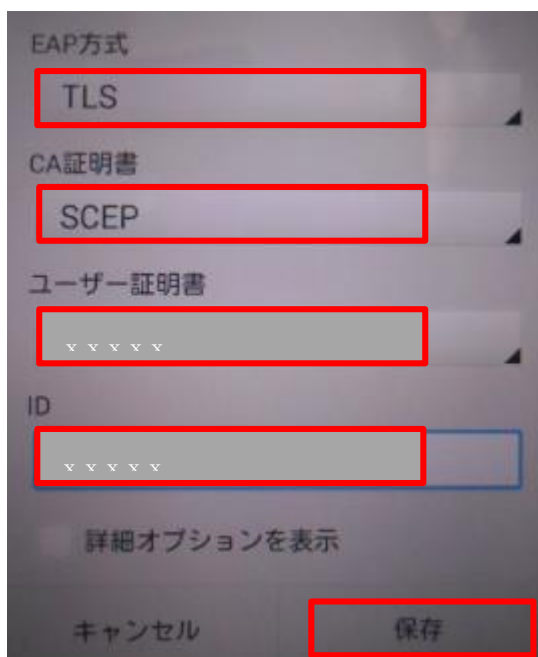 EAP方式
TLS
CA証明書
SCEP
ユーザー証明書
x x x x x
ID
x x x x x
詳細オプションを表示
キャンセル 保存